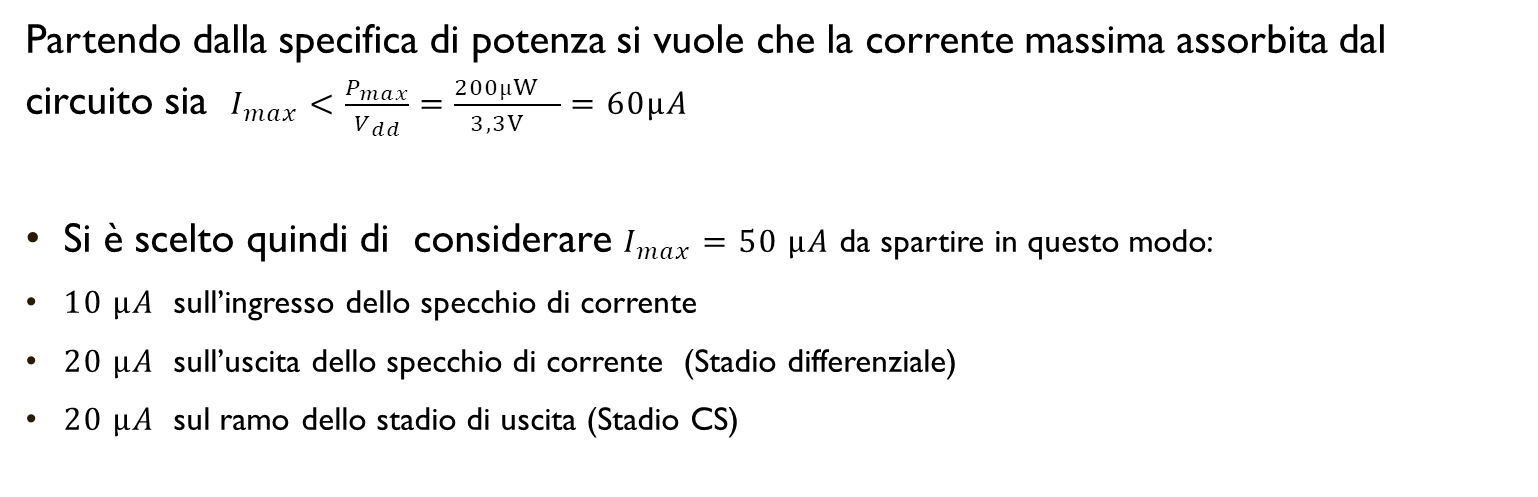 Partendo dalla specifica di potenza si vuole che la corrente massima assorbita dal
circuito sia I_max < P_max/V_dd = 200μW/3,3V = 60μA
• Si è scelto quindi di considerare I_max = 50 μA da spartire in questo modo:
• 10 μA sull'ingresso dello specchio di corrente
• 20 μA sull'uscita dello specchio di corrente (Stadio differenziale)
• 20 μA sul ramo dello stadio di uscita (Stadio CS)